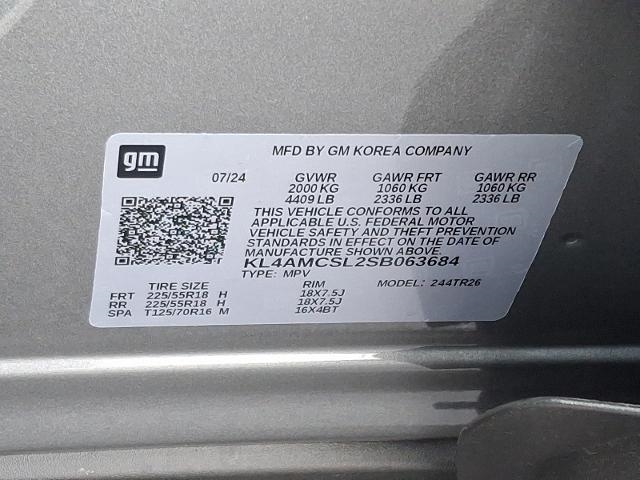 gm
MFD BY GM KOREA COMPANY
07/24 GVWR GAWR FRT GAWR RR
2000 KG 1060 KG 1060 KG
4409 LB 2336 LB 2336 LB
THIS VEHICLE CONFORMS TO ALL
APPLICABLE U.S. FEDERAL MOTOR
VEHICLE SAFETY AND THEFT PREVENTION
STANDARDS IN EFFECT ON THE DATE OF
MANUFACTURE SHOWN ABOVE.
KL4AMCSL2SB063684
TYPE: MPV MODEL: 244TR26
TIRE SIZE RIM
FRT 225/55R18 H 18X7.5J
RR 225/55R18 H 18X7.5J
SPA T125/70R16 M 16X4BT